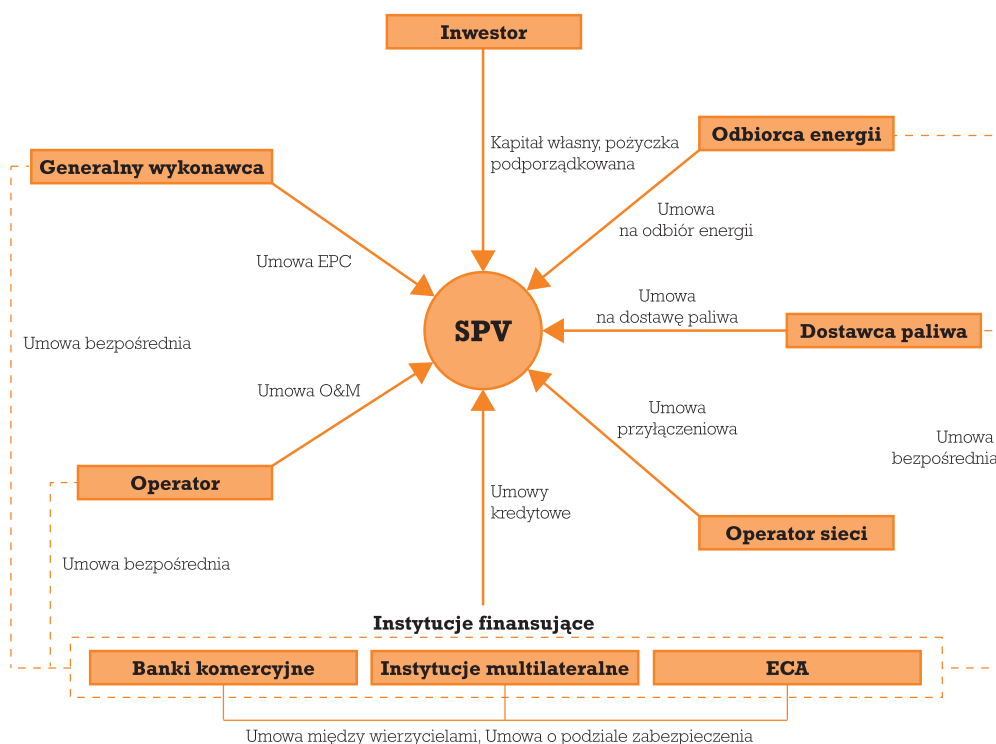 Inwestor
Odbiorca energii
Kapitał własny, pożyczka
podporządkowana
Generalny wykonawca
Umowa
na odbiór energii
Umowa EPC
Umowa
na dostawę paliwa
SPV
Dostawca paliwa
Umowa bezpośrednia
Umowa O&M
Umowa
przyłączeniowa
Umowa
bezpośrednia
Operator
Umowy
kredytowe
Operator sieci
Umowa bezpośrednia
Instytucje finansujące
Banki komercyjne
Instytucje multilateralne
ECA
Umowa między wierzycielami, Umowa o podziale zabezpieczenia